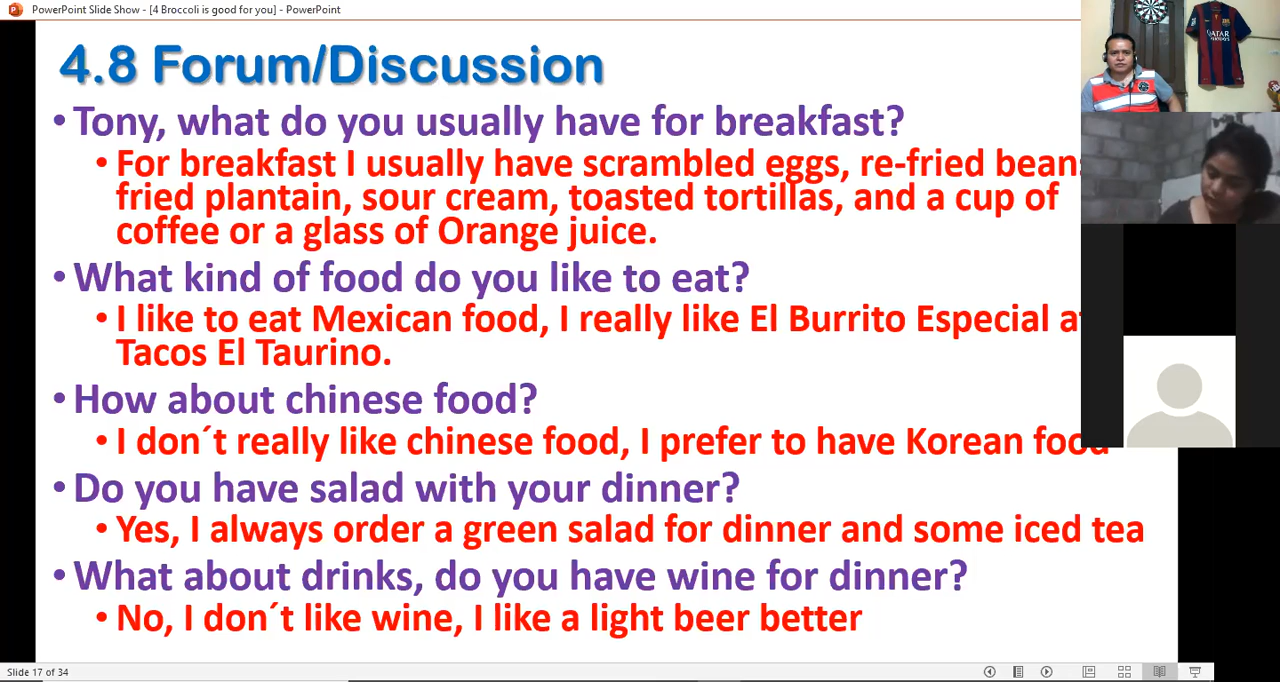 PowerPoint Slide Show - [4 Broccoli is good for you] - PowerPoint
4.8 Forum/Discussion
• Tony, what do you usually have for breakfast?
• For breakfast I usually have scrambled eggs, re-fried bean
fried plantain, sour cream, toasted tortillas, and a cup of
coffee or a glass of Orange juice.
• What kind of food do you like to eat?
• I like to eat Mexican food, I really like El Burrito Especial at
Tacos El Taurino.
• How about chinese food?
• I don´t really like chinese food, I prefer to have Korean food
• Do you have salad with your dinner?
• Yes, I always order a green salad for dinner and some iced tea
• What about drinks, do you have wine for dinner?
• No, I don´t like wine, I like a light beer better
Slide 17 of 34
QATAR
AIRWAYS